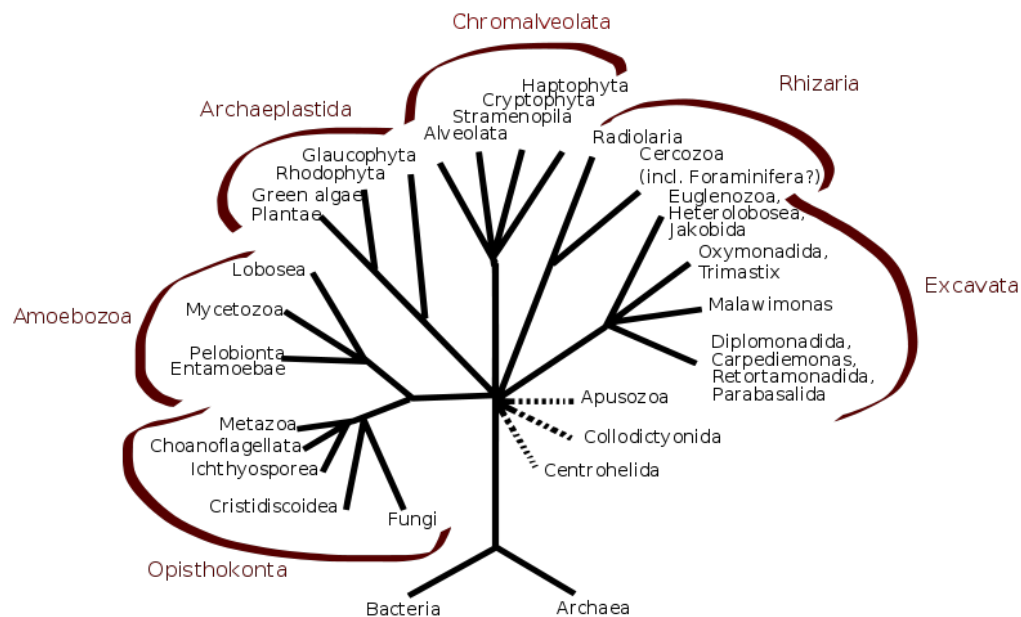 Chromalveolata
Haptophyta
Cryptophyta
Stramenopila
Alveolata
Rhizaria
Radiolaria
Cercozoa
(incl. Foraminifera?)
Archaeplastida
Glaucophyta
Rhodophyta
Green algae
Plantae
Euglenozoa,
Heterolobosea,
Jakobida
Oxymonadida,
Trimastix
Malawimonas
Diplomonadida,
Carpediemonas,
Retortamonadida,
Parabasalida
Excavata
Amoebozoa
Lobosea
Mycetozoa
Pelobionta
Entamoebae
Apusozoa
Collodictyonida
Centrohelida
Metazoa
Choanoflagellata
Ichthyosporea
Cristidiscoidea
Fungi
Opisthokonta
Bacteria
Archaea